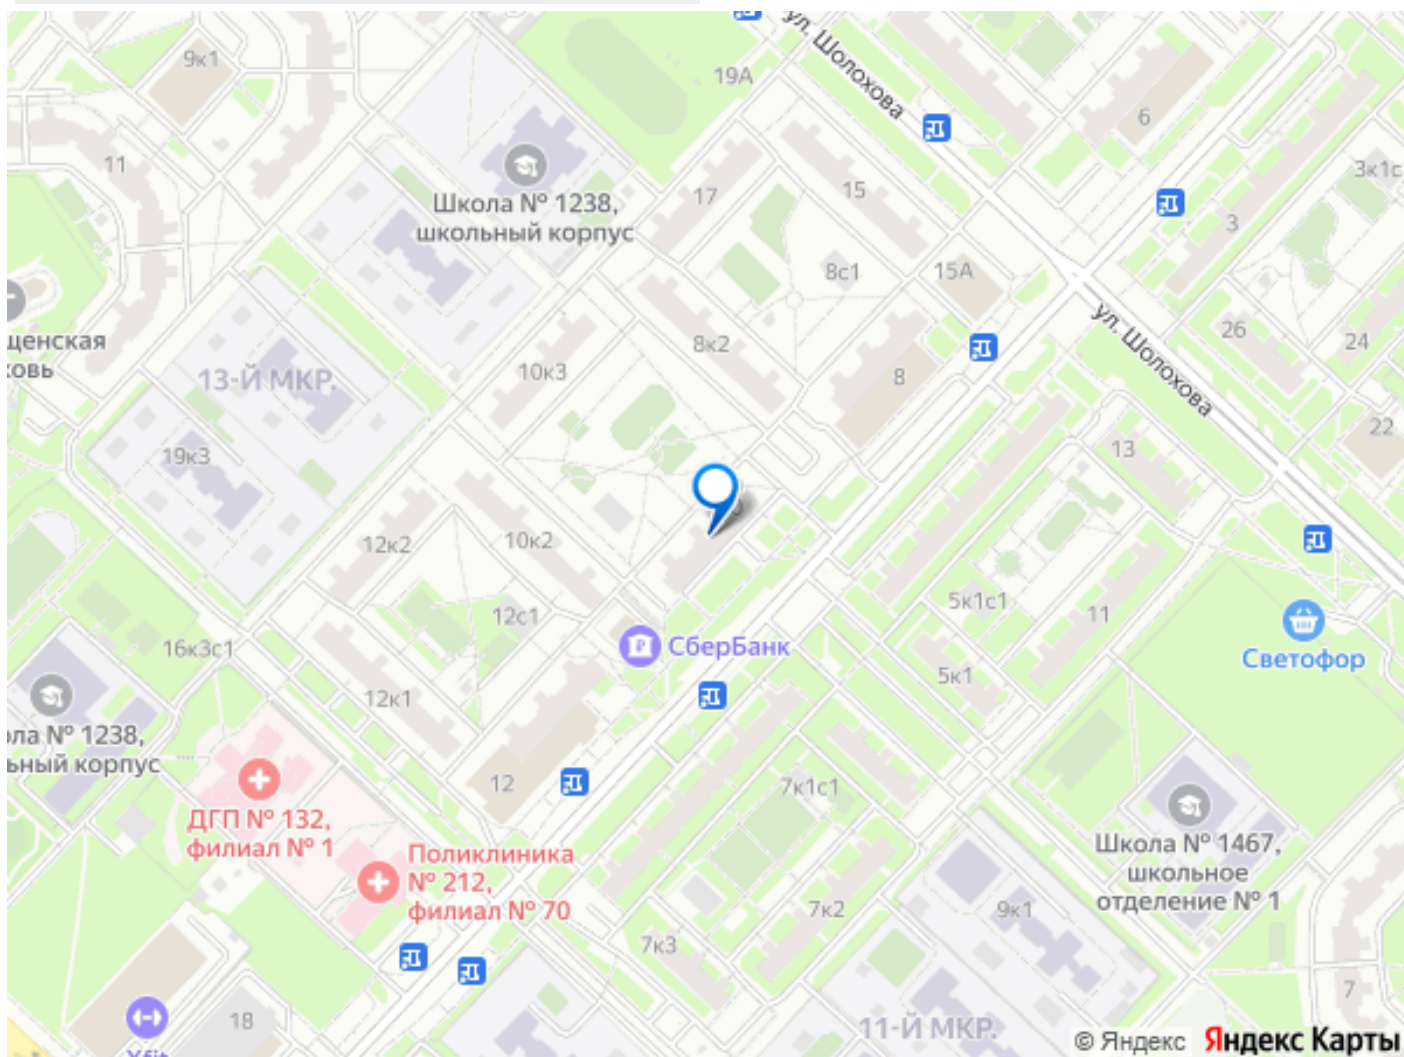 ул. Шолохова
9к1
19А
6
11
Школа № 1238,
школьный корпус
17
15
3к1с
3
8с1
15А
ул. Шолохова
26
24
щенская
овь
8к2
13-Й МКР.
10к3
8
22
13
19к3
12к2
10к2
12с1
5к1с1
11
16к3с1
СберБанк
Светофор
5к1
12к1
ола № 1238,
ьный корпус
12
7к1с1
ДГП № 132,
филиал № 1
Поликлиника
№ 212,
филиал № 70
Школа № 1467,
школьное
отделение № 1
7к2
9к1
7к3
7
18
11-Й МКР.
Xfit
© Яндекс Яндекс Карты